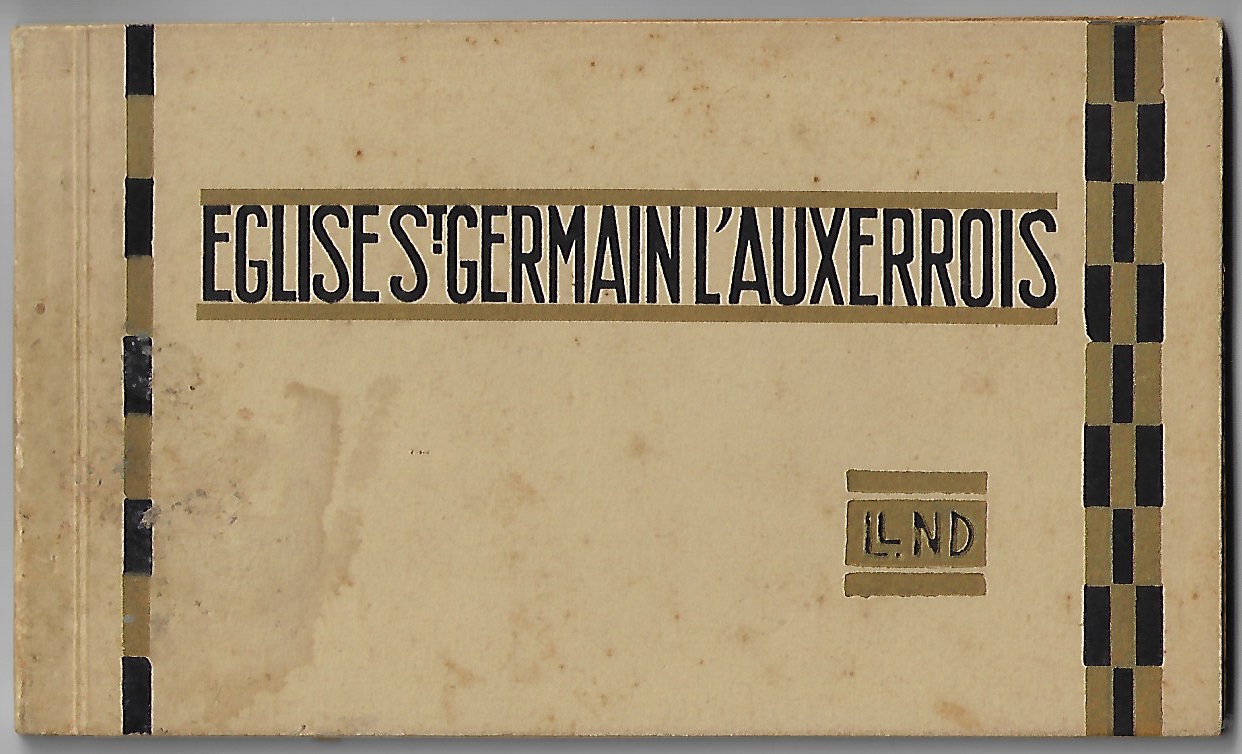 EGLISE ST. GERMAIN L'AUXERROIS
LL. ND